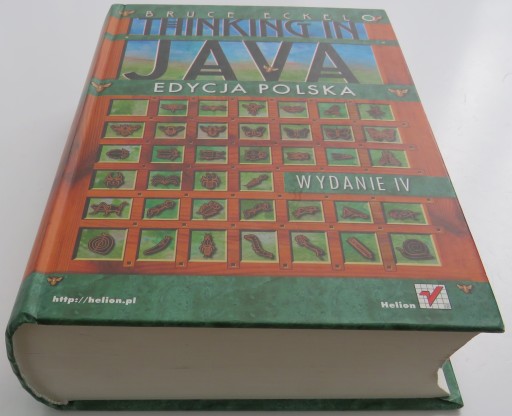 BRUCE ECKEL
THINKING IN
JAVA
EDYCJA POLSKA
WYDANIE IV
http://helion.pl
Helion